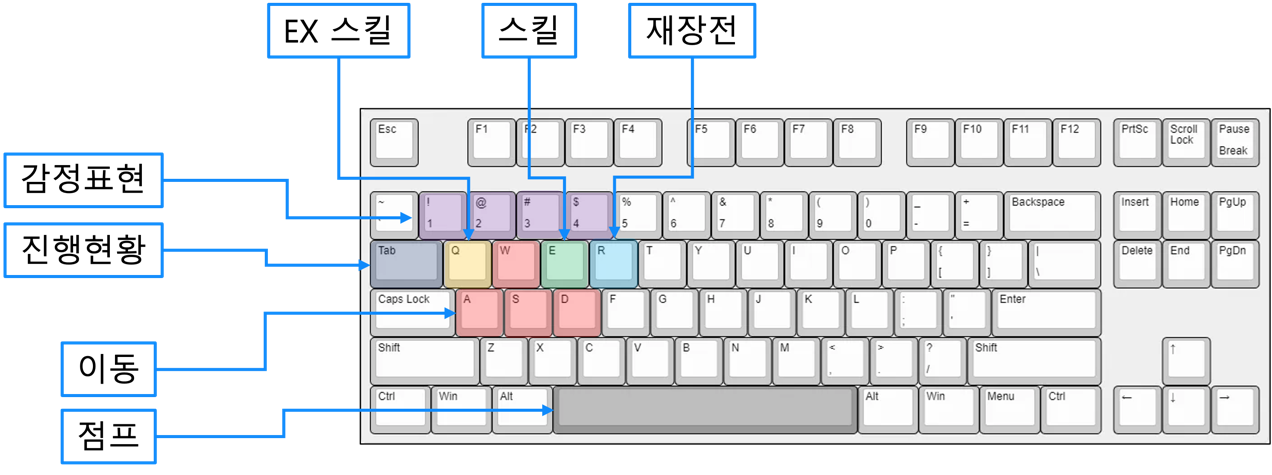 EX 스킬
스킬
재장전
감정표현
진행현황
이동
점프
Esc
F1
F2
F3
F4
F5
F6
F7
F8
F9
F10
F11
F12
PrtSc
Scroll
Lock
Pause
Break
~
!
1
@
2
#
3
$
4
%
5
^
6
&
7
*
8
(
9
)
0
_
-
+
=
Backspace
Insert
Home
PgUp
Tab
Q
W
E
R
T
Y
U
I
O
P
{
[
}
]
|
\
Delete
End
PgDn
Caps Lock
A
S
D
F
G
H
J
K
L
:
;
"
'
Enter
Shift
Z
X
C
V
B
N
M
<
,
>
.
?
/
Shift
↑
Ctrl
Win
Alt
Alt
Win
Menu
Ctrl
←
↓
→